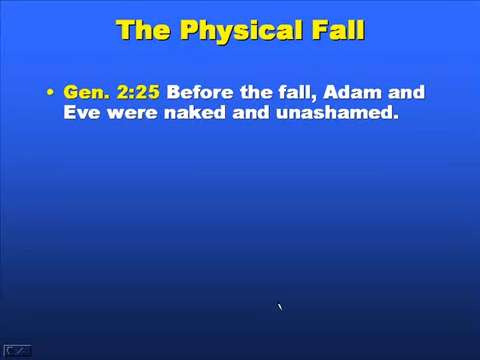 The Physical Fall
• Gen. 2:25 Before the fall, Adam and
Eve were naked and unashamed.